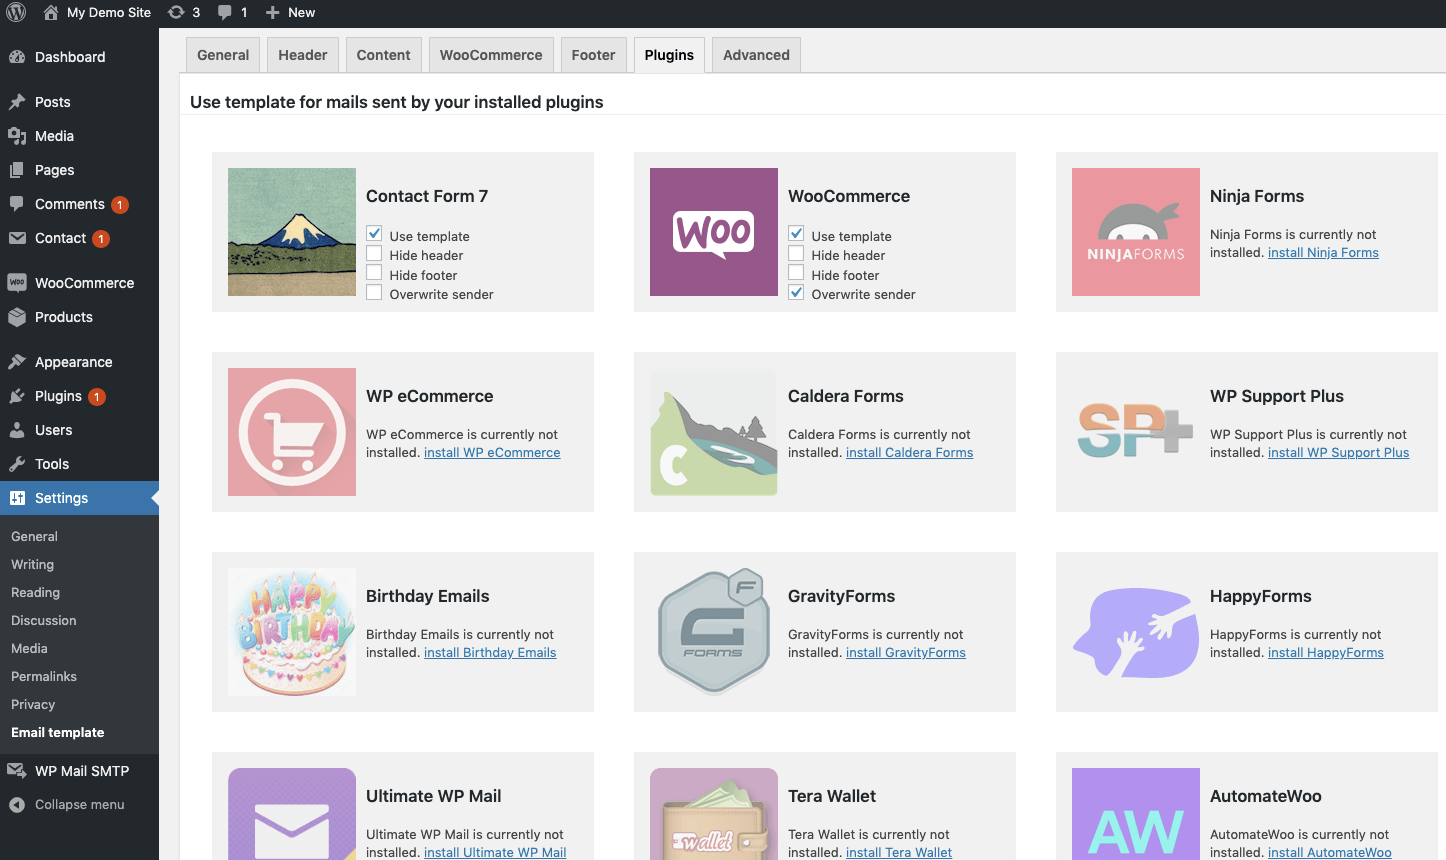 My Demo Site 3 1 New
Dashboard
Posts
Media
Pages
Comments 1
Contact 1
WOO WooCommerce
Products
Appearance
Plugins 1
Users
Tools
Settings
General
Writing
Reading
Discussion
Media
Permalinks
Privacy
Email template
WP Mail SMTP
Collapse menu
General Header Content WooCommerce Footer Plugins Advanced
Use template for mails sent by your installed plugins
Contact Form 7
Use template
Hide header
Hide footer
Overwrite sender
WOO
WooCommerce
Use template
Hide header
Hide footer
Overwrite sender
NINJAFORMS
Ninja Forms
Ninja Forms is currently not
installed. install Ninja Forms
WP eCommerce
WP eCommerce is currently not
installed. install WP eCommerce
C
Caldera Forms
Caldera Forms is currently not
installed. install Caldera Forms
SP+
WP Support Plus
WP Support Plus is currently not
installed. install WP Support Plus
HAPPY
BIRTHDAY
Birthday Emails
Birthday Emails is currently not
installed. install Birthday Emails
F
G
FORMS
GravityForms
GravityForms is currently not
installed. install GravityForms
HappyForms
HappyForms is currently not
installed. install HappyForms
Ultimate WP Mail
Ultimate WP Mail is currently not
installed. install Ultimate WP Mail
wallet
Tera Wallet
Tera Wallet is currently not
installed. install Tera Wallet
AW
AutomateWoo
AutomateWoo is currently not
installed. install AutomateWoo